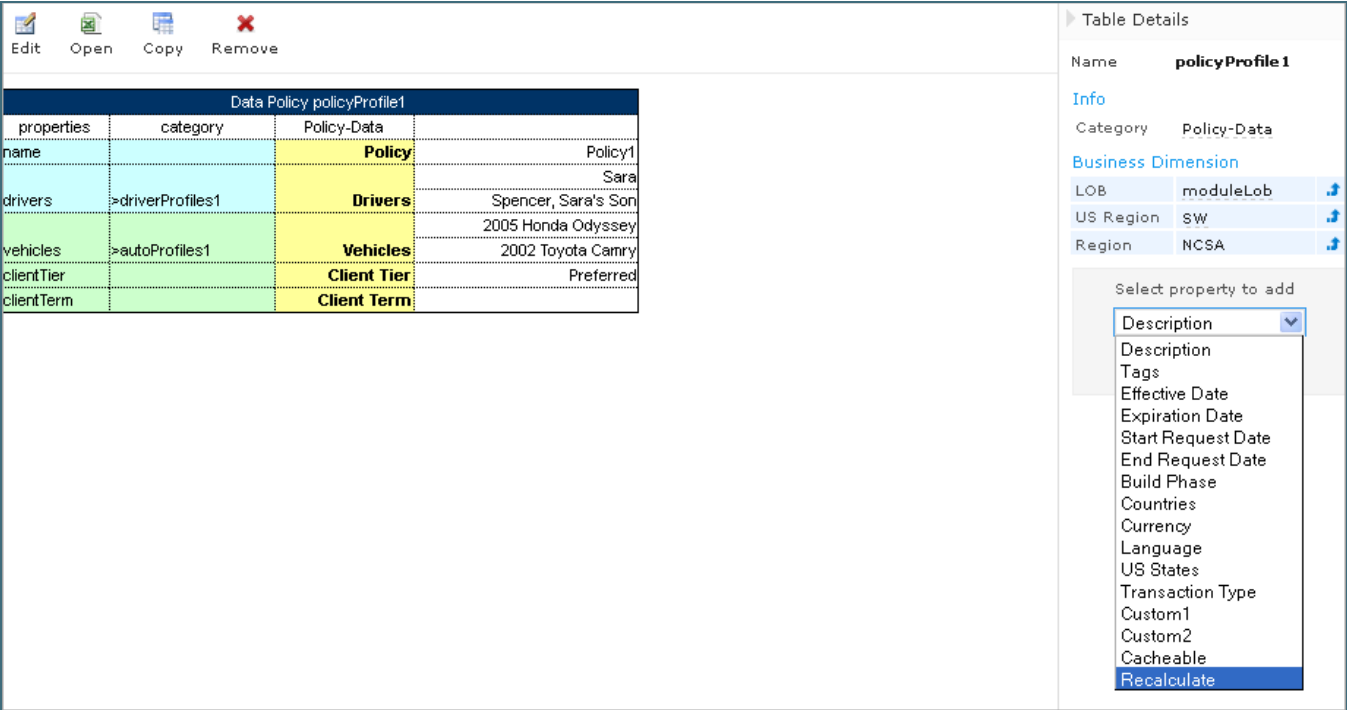 Edit Open Copy Remove
Data Policy policyProfile1
properties category Policy-Data
name Policy Policy1
Sara
drivers >driverProfiles1 Drivers Spencer, Sara's Son
2005 Honda Odyssey
vehicles >autoProfiles1 Vehicles 2002 Toyota Camry
clientTier Client Tier Preferred
clientTerm Client Term
Table Details
Name policyProfile1
Info
Category Policy-Data
Business Dimension
LOB moduleLob
US Region SW
Region NCSA
Select property to add
Description
Description
Tags
Effective Date
Expiration Date
Start Request Date
End Request Date
Build Phase
Countries
Currency
Language
US States
Transaction Type
Custom1
Custom2
Cacheable
Recalculate